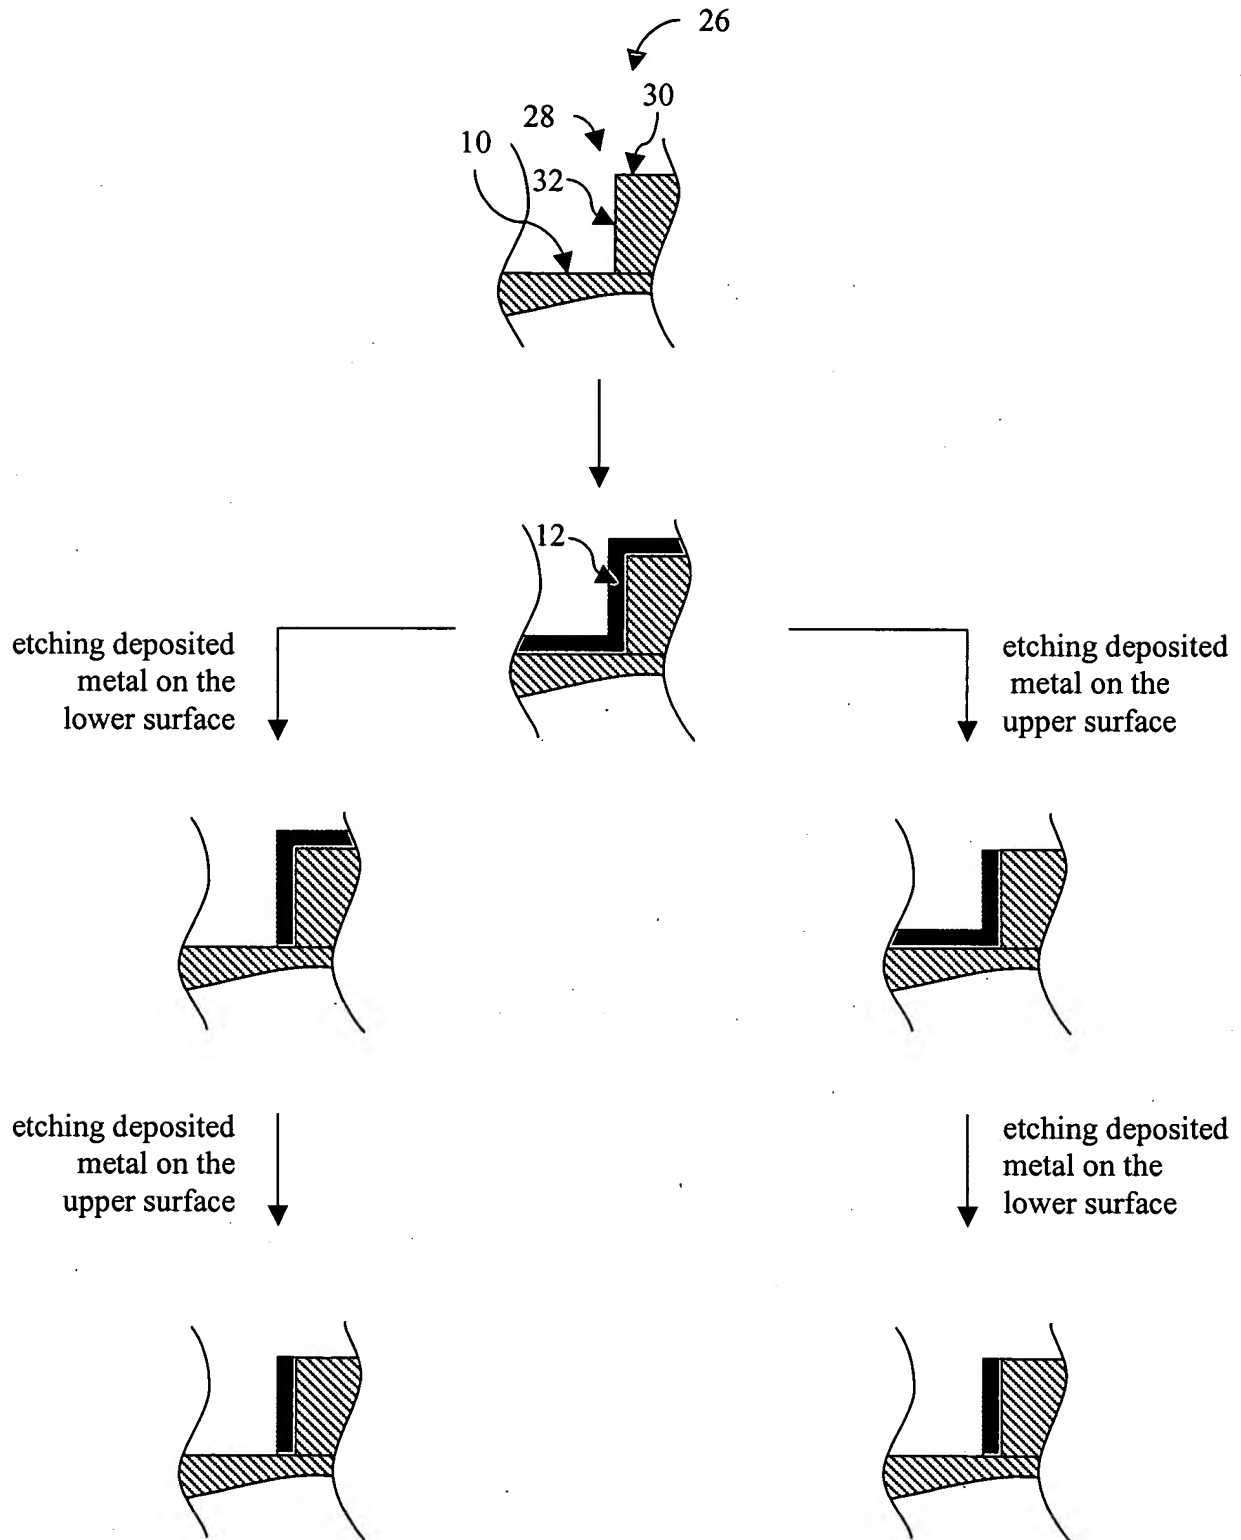 26
30
28
10
32
12
etching deposited
metal on the
lower surface
etching deposited
metal on the
upper surface
etching deposited
metal on the
upper surface
etching deposited
metal on the
lower surface